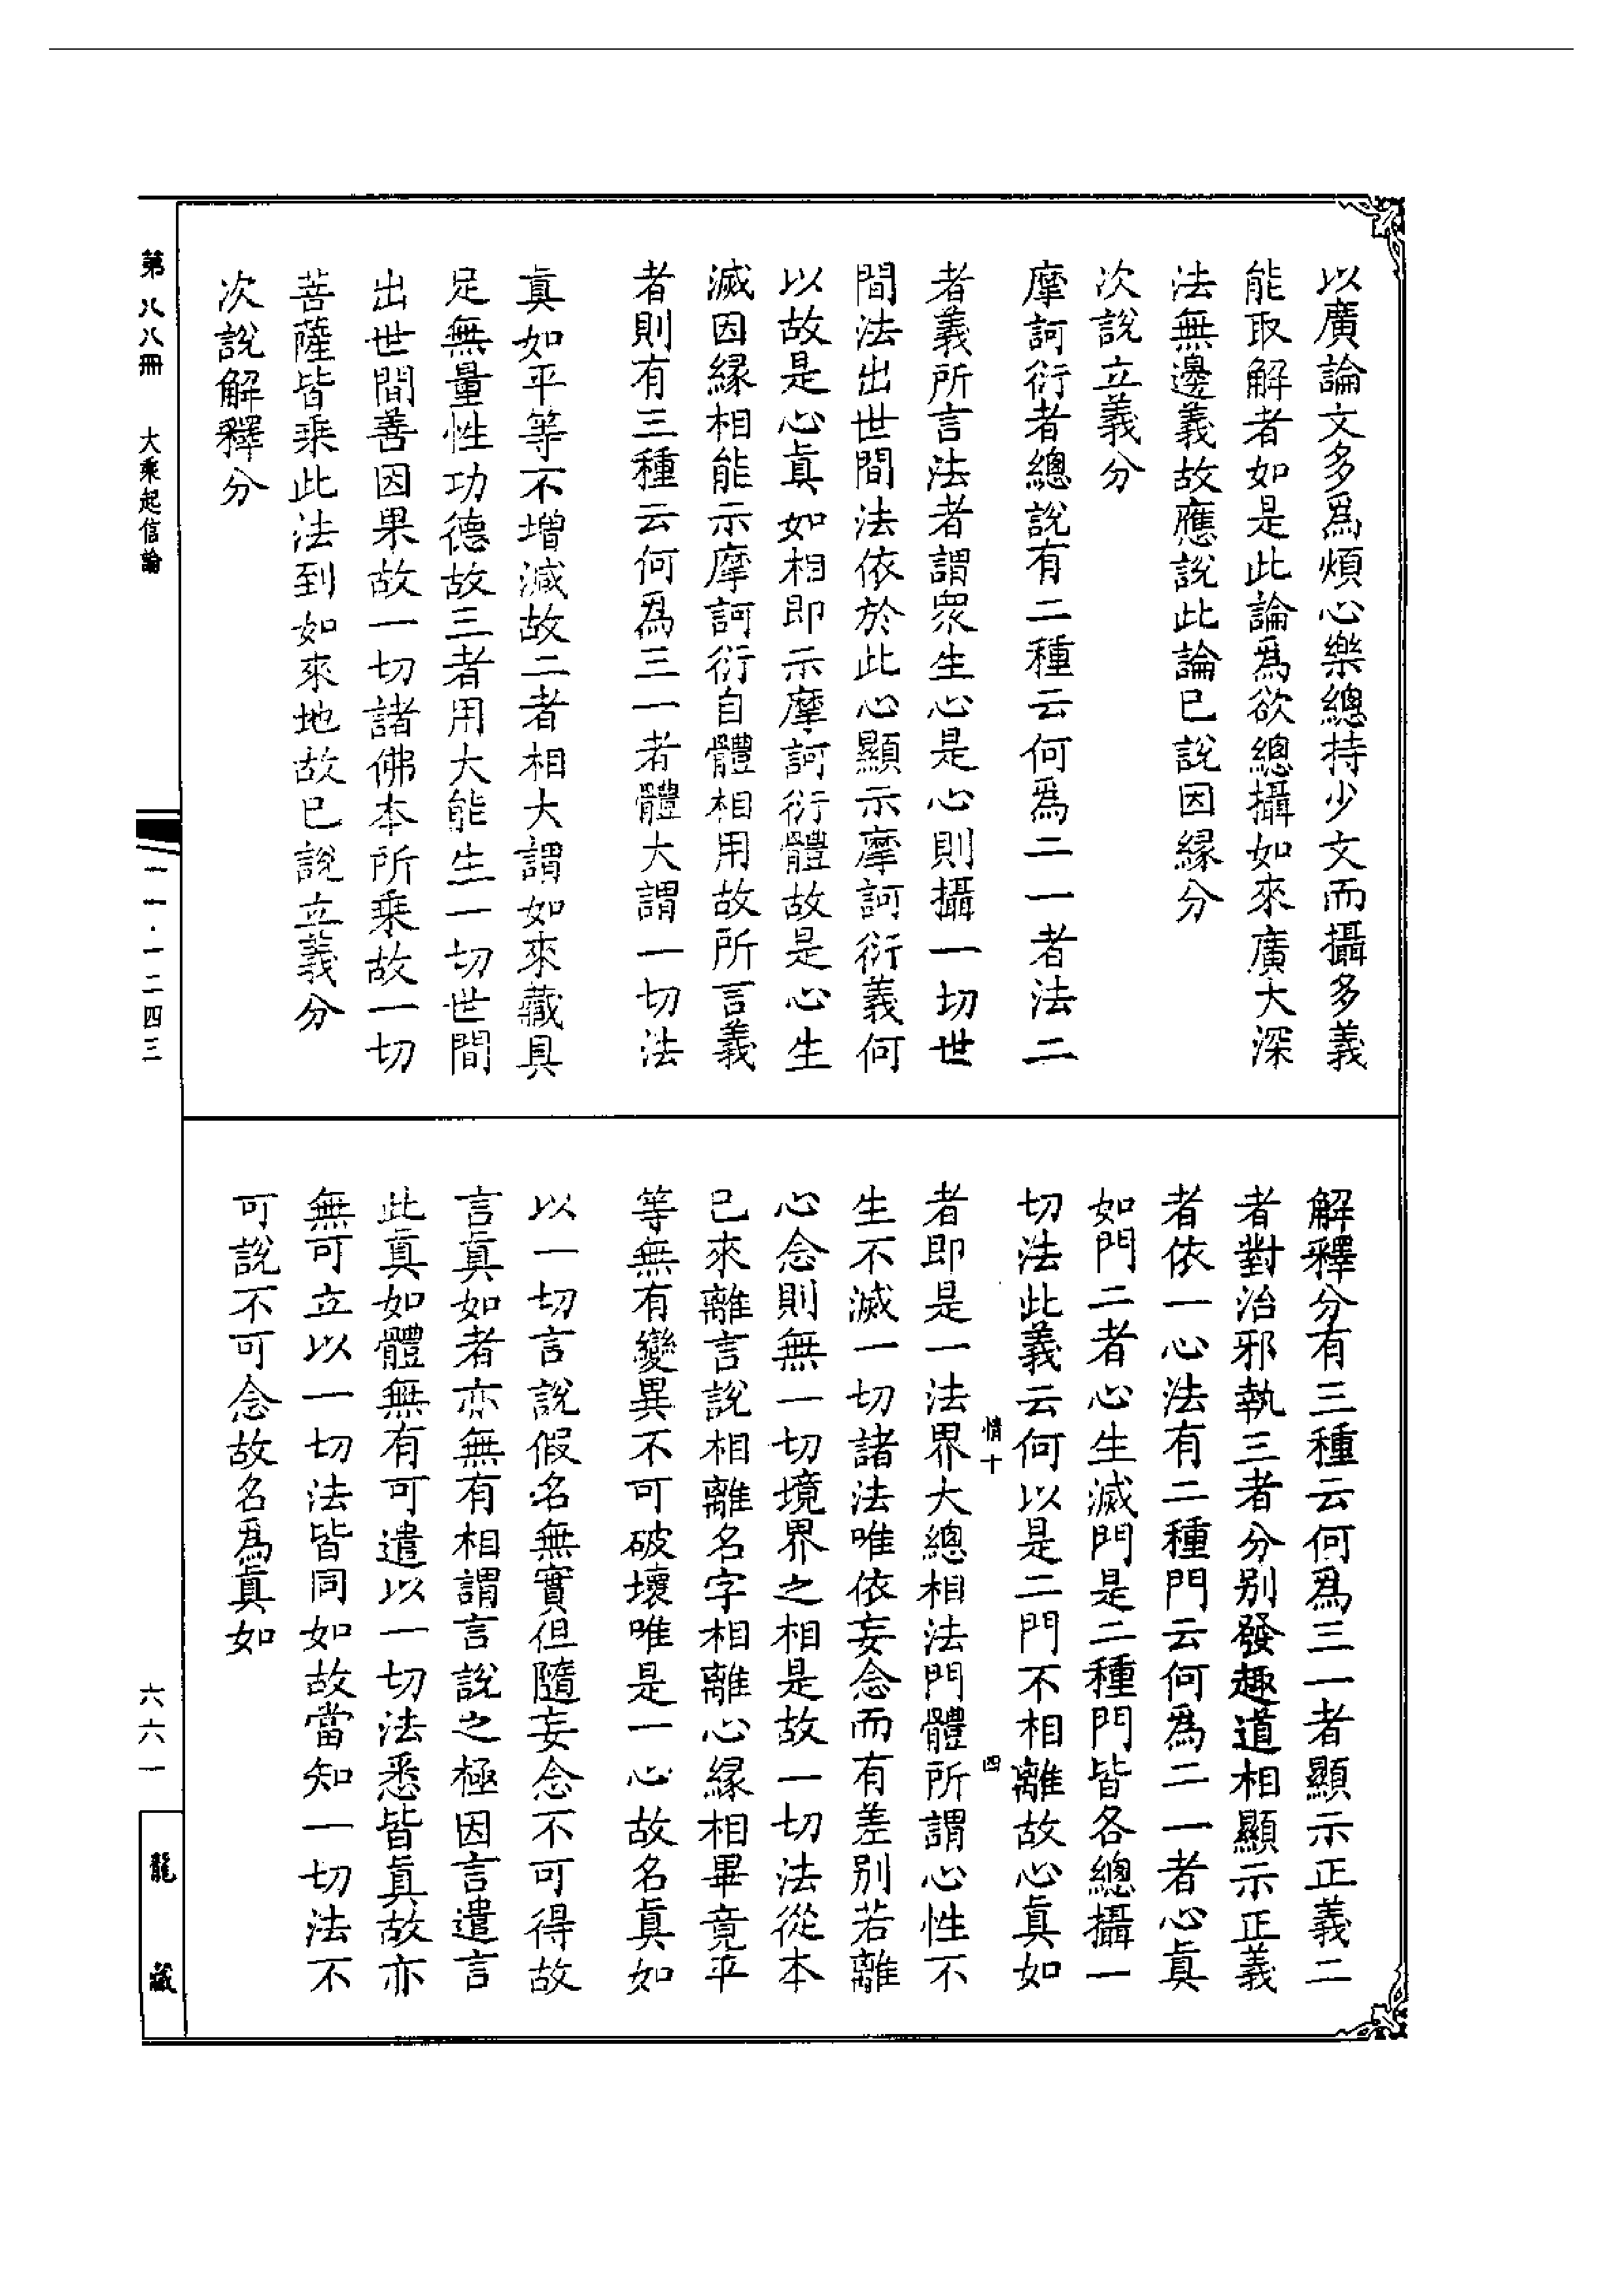 以廣論文多爲煩心樂總持少文而攝多義
能取解者如是此論爲欲總攝如來廣大深
法無邊義故應說此論已說因緣分
次說立義分
摩訶衍者總說有二種云何爲二一者法二
者義所言法者謂衆生心是心則攝一切世
間法出世間法依於此心顯示摩訶衍義何
以故是心真如相即示摩訶衍體故是心生
滅因緣相能示摩訶衍自體相用故所言義
者則有三種云何爲三一者體大謂一切法
真如平等不增減故二者相大謂如來藏具
足無量性功德故三者用大能生一切世間
出世間善因果故一切諸佛本所乘故一切
菩薩皆乘此法到如來地故已說立義分
次說解釋分
解釋分有三種云何爲三一者顯示正義二
者對治邪執三者分別發趣道相顯示正義
者依一心法有二種門云何爲二一者心真
如門二者心生滅門是二種門皆各總攝一
切法此義云何以是二門不相離故心真如
情十 四
者即是一法界大總相法門體所謂心性不
生不滅一切諸法唯依妄念而有差別若離
心念則無一切境界之相是故一切法從本
已來離言說相離名字相離心緣相畢竟平
等無有變異不可破壞唯是一心故名真如
以一切言說假名無實但隨妄念不可得故
言真如者亦無有相謂言說之極因言遣言
此真如體無有可遣以一切法悉皆真故亦
無可立以一切法皆同如故當知一切法不
可說不可念故名爲真如
第八八冊 大乘起信論
一一·一二四三
六六一
龍藏